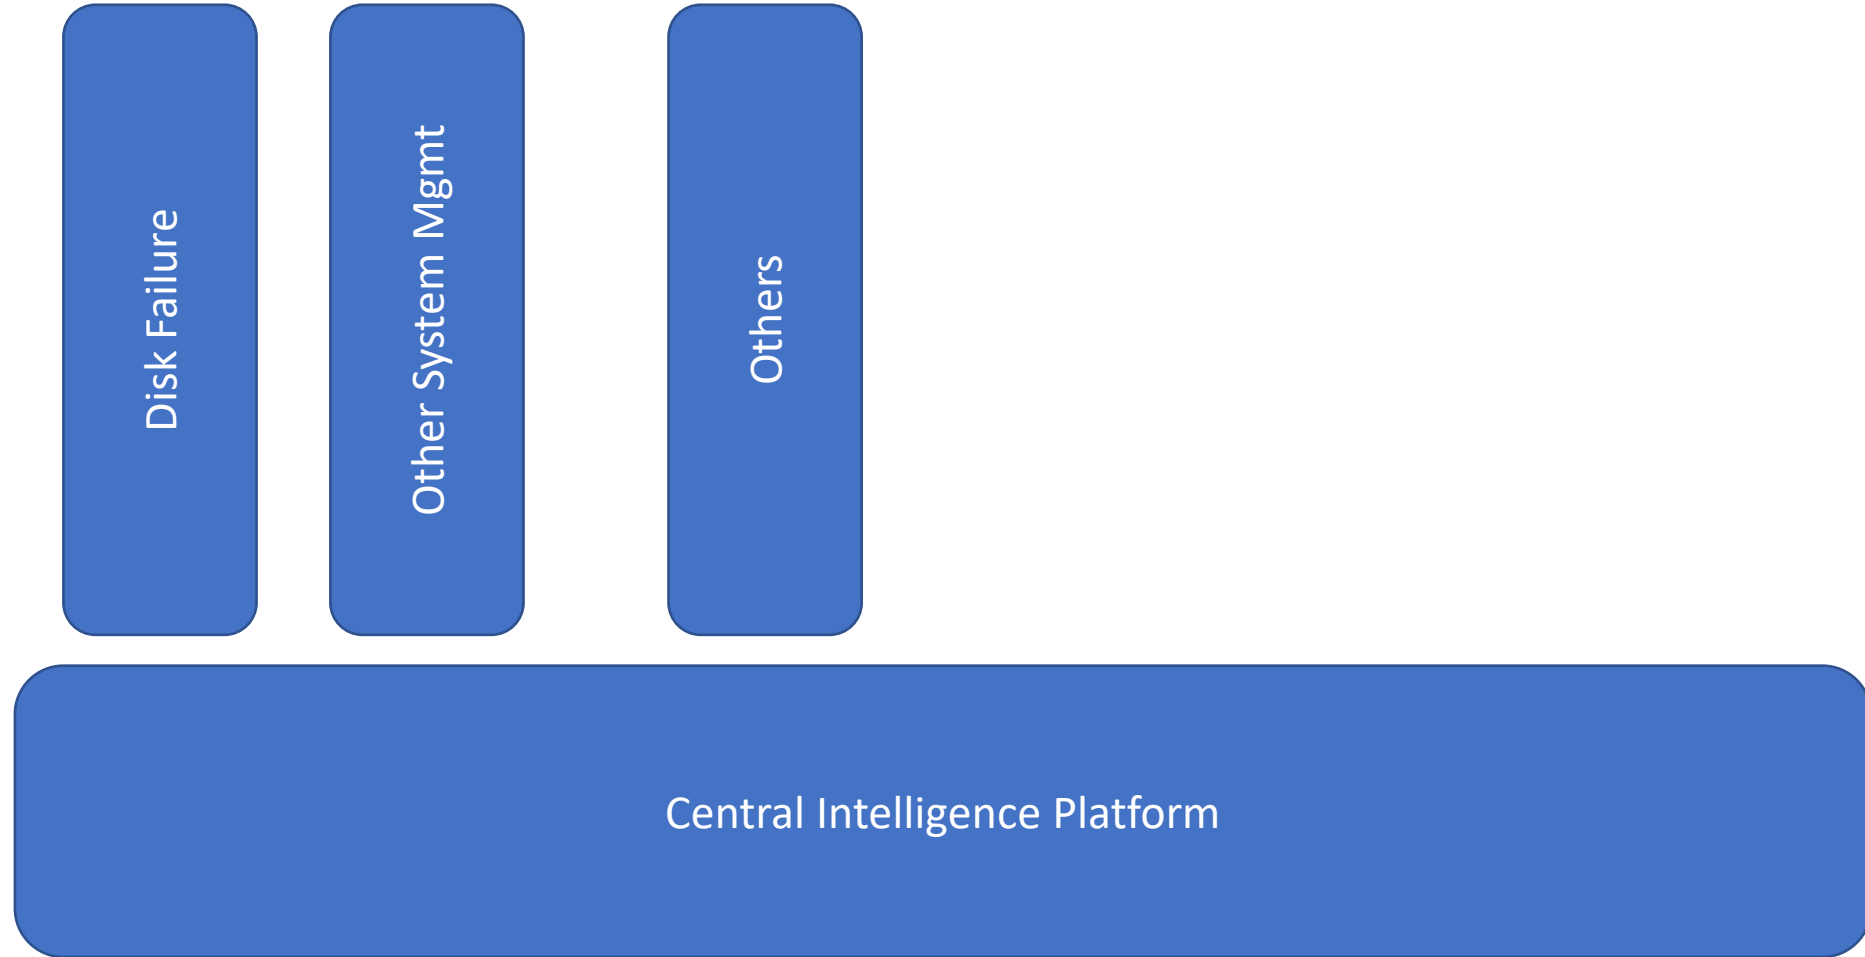 Disk Failure
Other System Mgmt
Others
Central Intelligence Platform